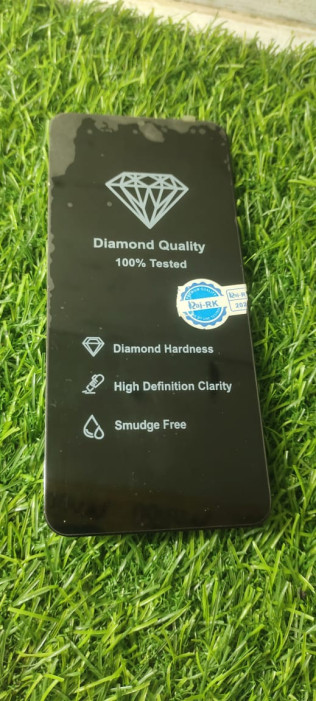 Diamond Quality
100% Tested
Diamond Hardness
High Definition Clarity
Smudge Free